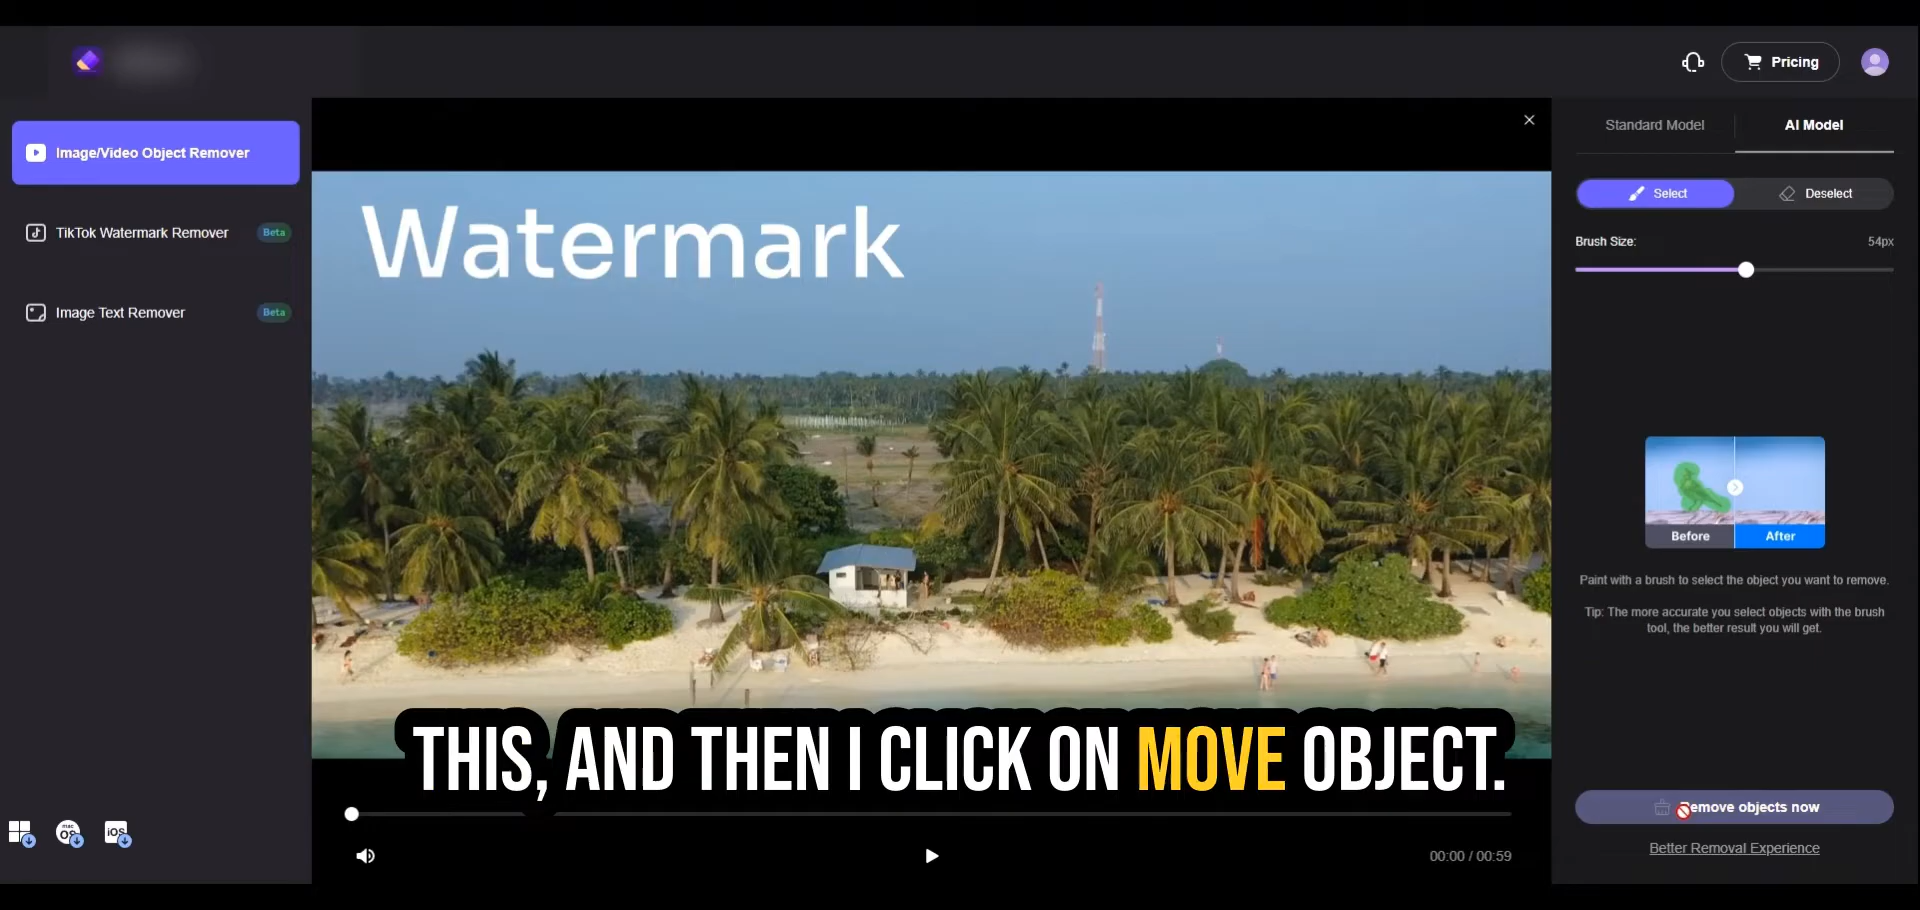 Pricing
Image/Video Object Remover
TikTok Watermark Remover Beta
Image Text Remover Beta
Watermark
Standard Model AI Model
Select Deselect
Brush Size: 54px
Before After
Paint with a brush to select the object you want to remove.
Tip: The more accurate you select objects with the brush
tool, the better result you will get.
THIS, AND THEN I CLICK ON MOVE OBJECT.
Remove objects now
Better Removal Experience
mac OS
iOS
00:00 / 00:59